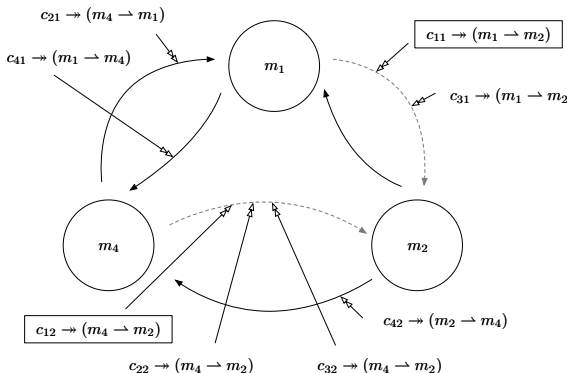 c₂₁ ↠ (m₄ ⇀ m₁)
c₁₁ ↠ (m₁ ⇀ m₂)
c₄₁ ↠ (m₁ ⇀ m₄)
m₁
c₃₁ ↠ (m₁ ⇀ m₂
m₄
m₂
c₁₂ ↠ (m₄ ⇀ m₂)
c₄₂ ↠ (m₂ ⇀ m₄)
c₂₂ ↠ (m₄ ⇀ m₂)
c₃₂ ↠ (m₄ ⇀ m₂)